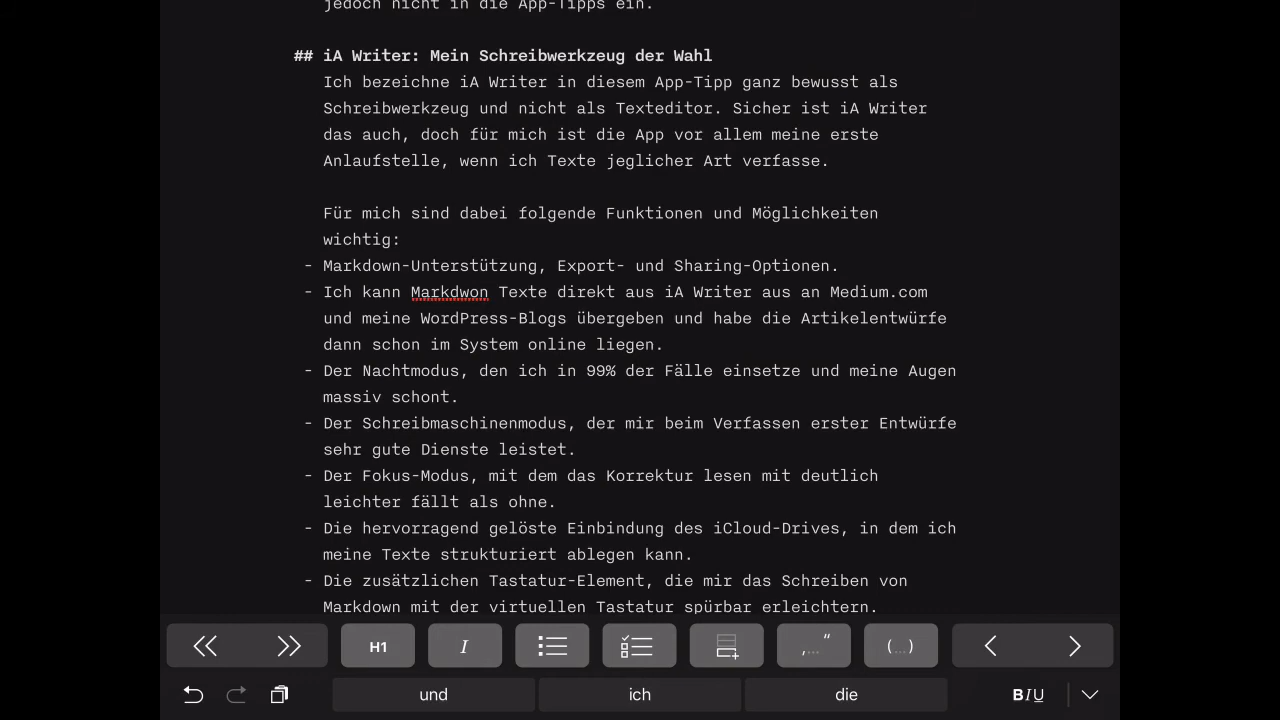 jedoch nicht in die App-Tipps ein.
## iA Writer: Mein Schreibwerkzeug der Wahl
Ich bezeichne iA Writer in diesem App-Tipp ganz bewusst als
Schreibwerkzeug und nicht als Texteditor. Sicher ist iA Writer
das auch, doch für mich ist die App vor allem meine erste
Anlaufstelle, wenn ich Texte jeglicher Art verfasse.
Für mich sind dabei folgende Funktionen und Möglichkeiten
wichtig:
- Markdown-Unterstützung, Export- und Sharing-Optionen.
- Ich kann Markdwon Texte direkt aus iA Writer aus an Medium.com
und meine WordPress-Blogs übergeben und habe die Artikelentwürfe
dann schon im System online liegen.
- Der Nachtmodus, den ich in 99% der Fälle einsetze und meine Augen
massiv schont.
- Der Schreibmaschinenmodus, der mir beim Verfassen erster Entwürfe
sehr gute Dienste leistet.
- Der Fokus-Modus, mit dem das Korrektur lesen mit deutlich
leichter fällt als ohne.
- Die hervorragend gelöste Einbindung des iCloud-Drives, in dem ich
meine Texte strukturiert ablegen kann.
- Die zusätzlichen Tastatur-Element, die mir das Schreiben von
Markdown mit der virtuellen Tastatur spürbar erleichtern.
H1 I ‚…“ (…)
und ich die BIU